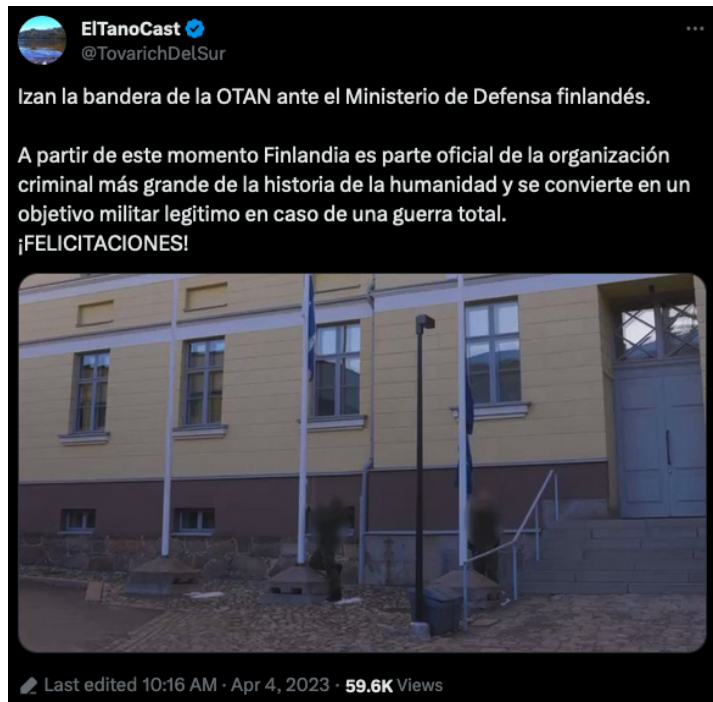 ElTanoCast
@TovarichDelSur
Izan la bandera de la OTAN ante el Ministerio de Defensa finlandés.
A partir de este momento Finlandia es parte oficial de la organización
criminal más grande de la historia de la humanidad y se convierte en un
objetivo militar legitimo en caso de una guerra total.
¡FELICITACIONES!
Last edited 10:16 AM · Apr 4, 2023 · 59.6K Views